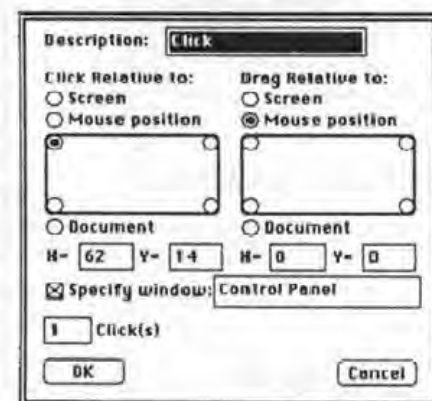 Description: Click
Click Relative to: Drag Relative to:
Screen Screen
Mouse position Mouse position
Document Document
X= 62 Y= 14 X= 0 Y= 0
Specify window: Control Panel
1 Click(s)
OK Cancel